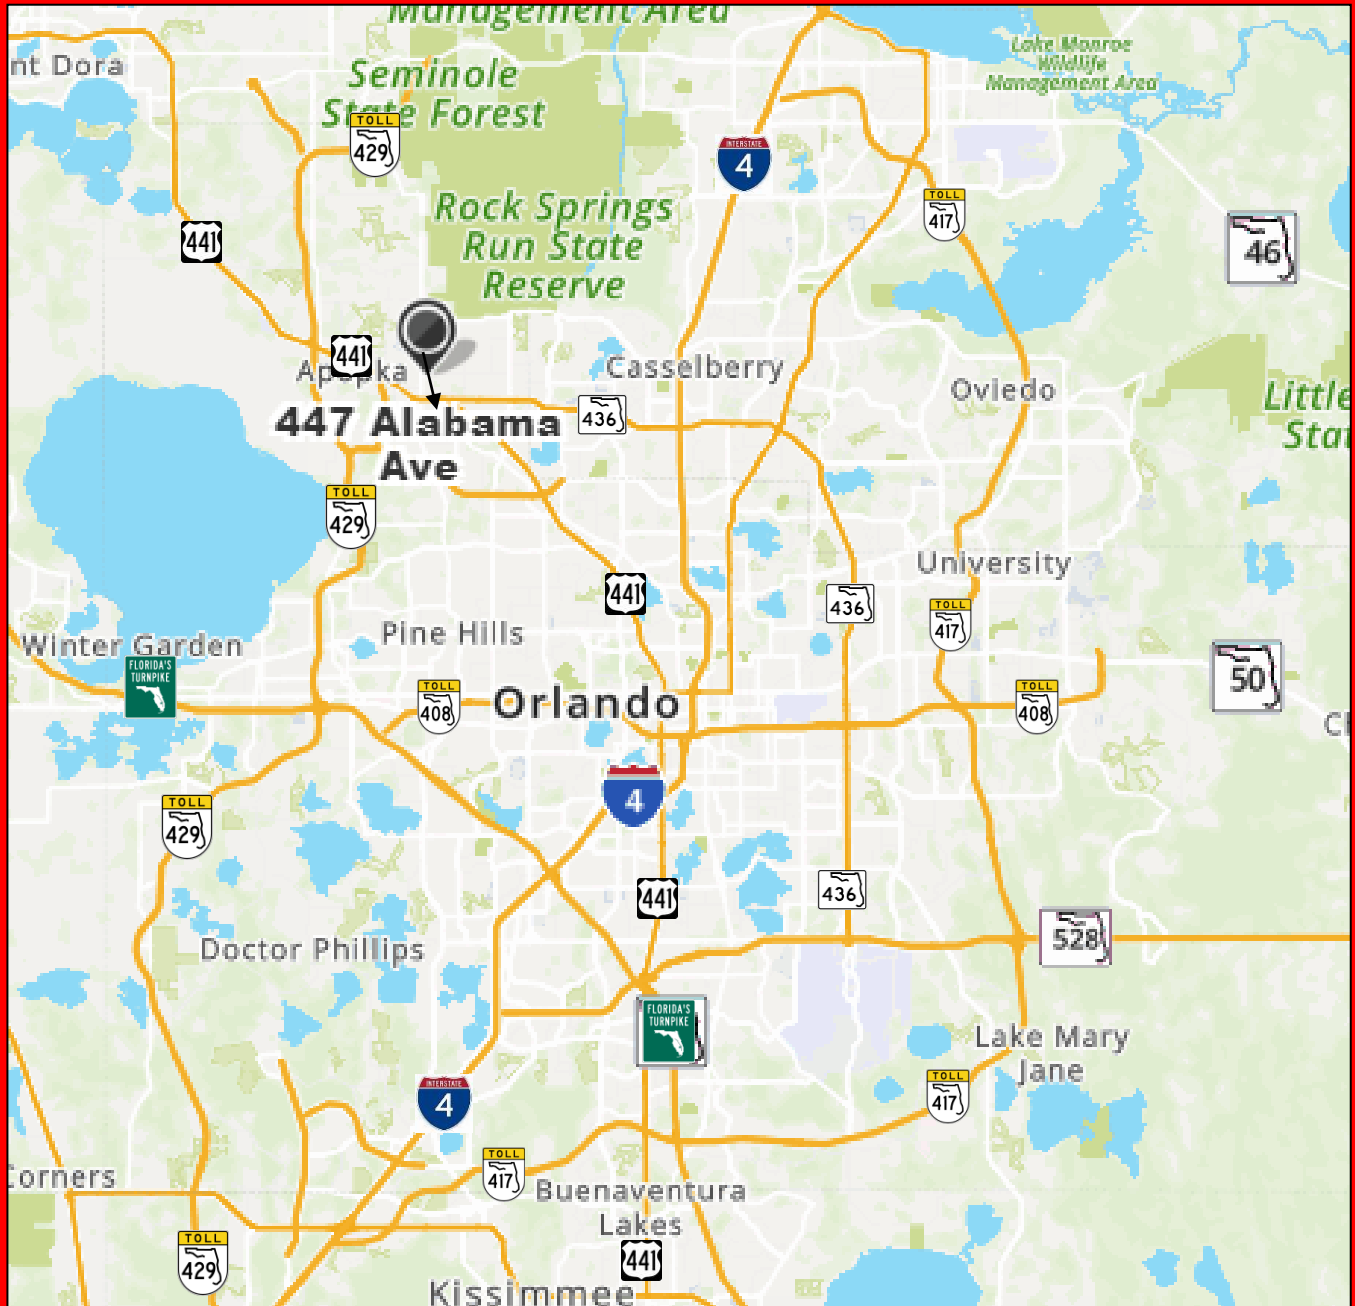 Management Area
Lake Monroe
Wildlife
Management Area
nt Dora
Seminole
State Forest
TOLL
429
INTERSTATE
4
TOLL
417
Rock Springs
Run State
Reserve
441
46
441
Apopka
Casselberry
Oviedo
Little
Stat
436
447 Alabama
Ave
TOLL
429
University
441
436
TOLL
417
Pine Hills
Winter Garden
FLORIDA'S
TURNPIKE
50
TOLL
408
Orlando
TOLL
408
4
TOLL
429
441
436
Doctor Phillips
528
FLORIDA'S
TURNPIKE
Lake Mary
Jane
INTERSTATE
4
TOLL
417
TOLL
417
Corners
Buenaventura
Lakes
TOLL
429
441
Kissimmee